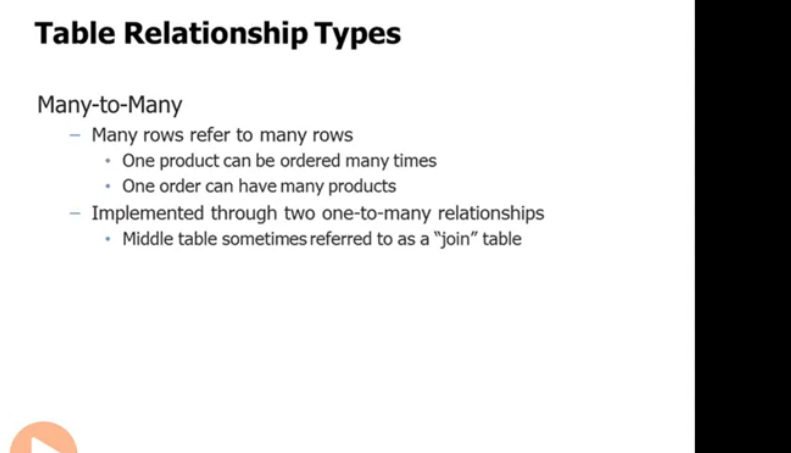 Table Relationship Types
Many-to-Many
– Many rows refer to many rows
• One product can be ordered many times
• One order can have many products
– Implemented through two one-to-many relationships
• Middle table sometimes referred to as a “join” table